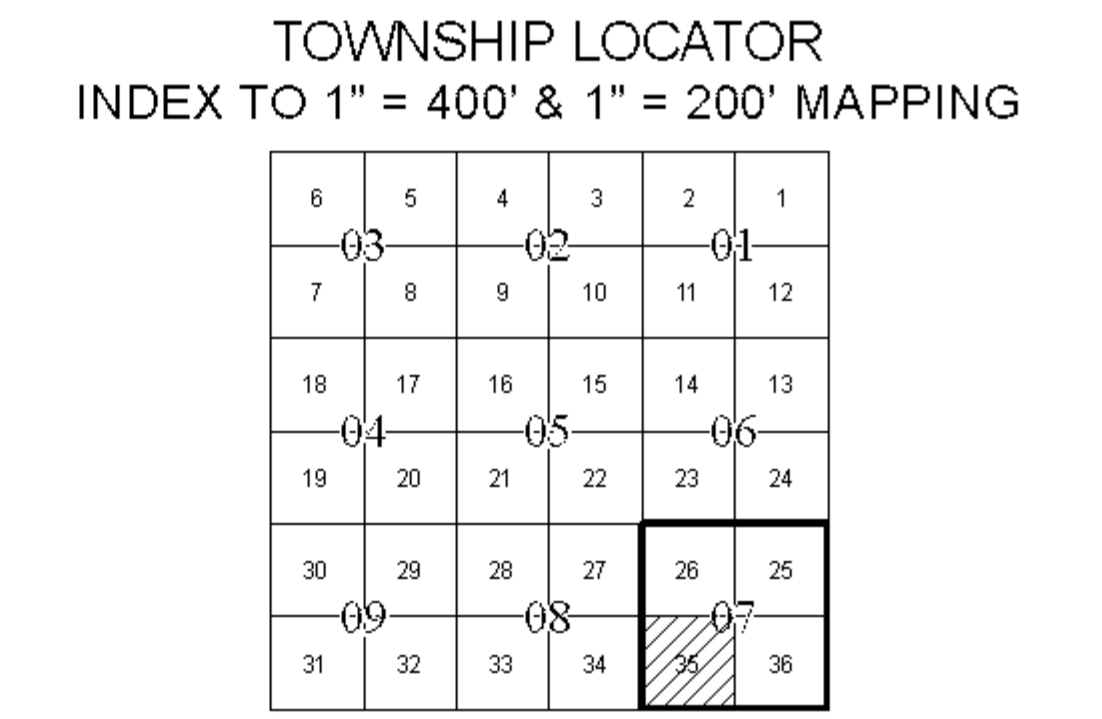 TOWNSHIP LOCATOR
INDEX TO 1" = 400' & 1" = 200' MAPPING
6 5 4 3 2 1
03 02 01
7 8 9 10 11 12
18 17 16 15 14 13
04 05 06
19 20 21 22 23 24
30 29 28 27 26 25
09 08 07
31 32 33 34 35 36